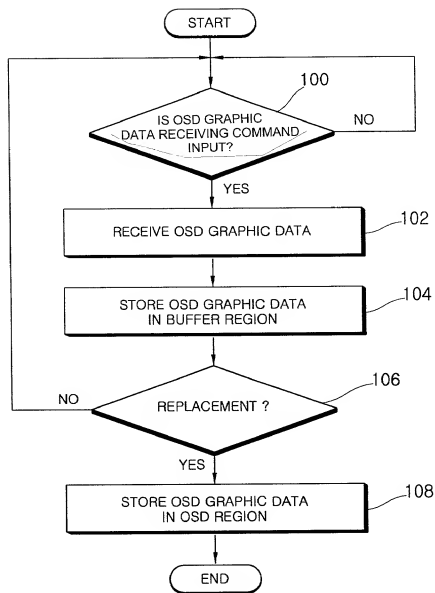 START
100
IS OSD GRAPHIC
DATA RECEIVING COMMAND
INPUT?
NO
YES
RECEIVE OSD GRAPHIC DATA
102
STORE OSD GRAPHIC DATA
IN BUFFER REGION
104
106
REPLACEMENT ?
NO
YES
STORE OSD GRAPHIC DATA
IN OSD REGION
108
END